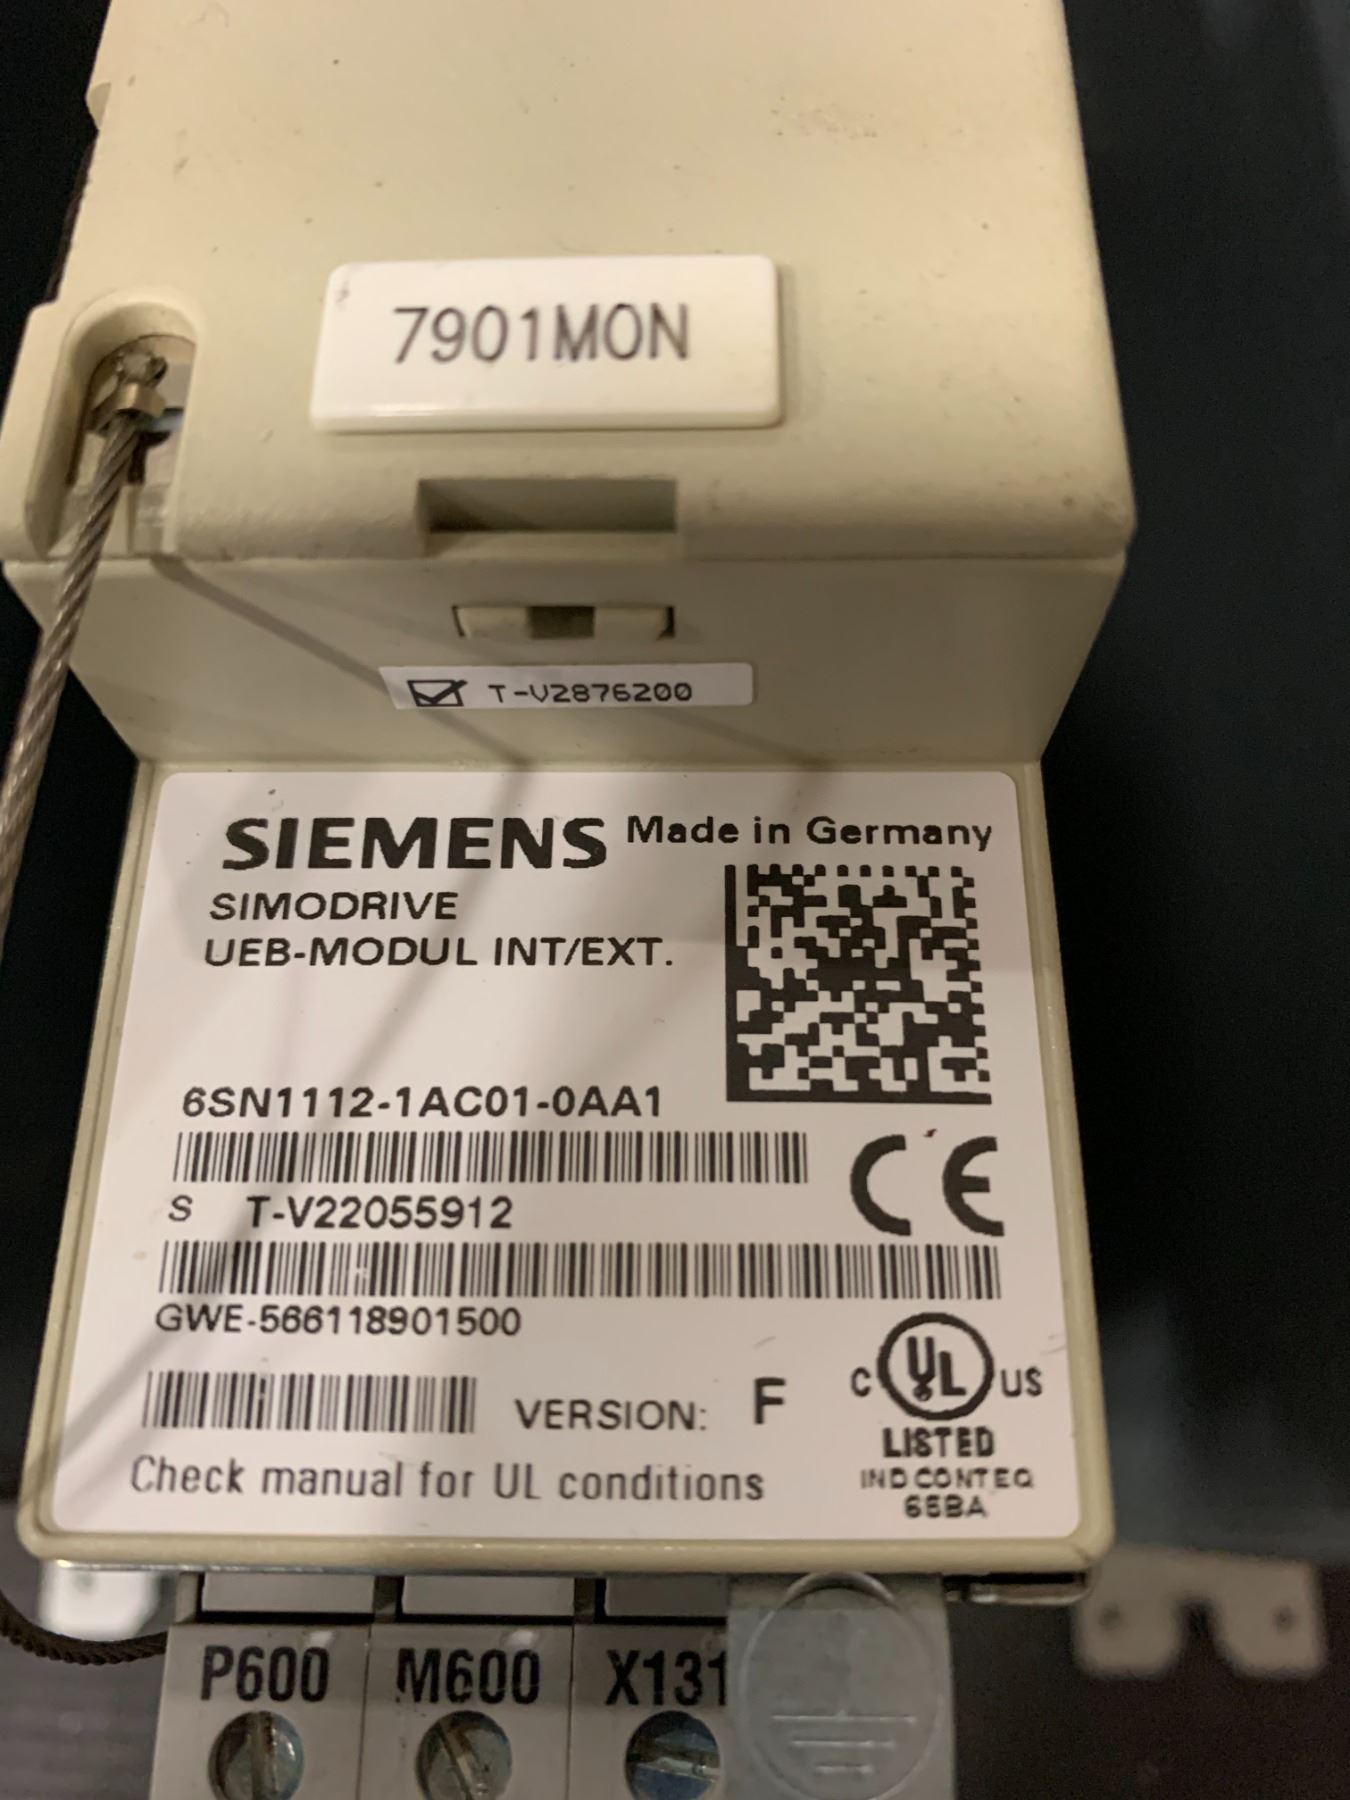 7901MON
T-V2876200
SIEMENS Made in Germany
SIMODRIVE
UEB-MODUL INT/EXT.
6SN1112-1AC01-0AA1
S T-V22055912
GWE-566118901500
VERSION: F
C UL US
LISTED
IND CONT EQ
65BA
Check manual for UL conditions
CE
P600 M600 X131